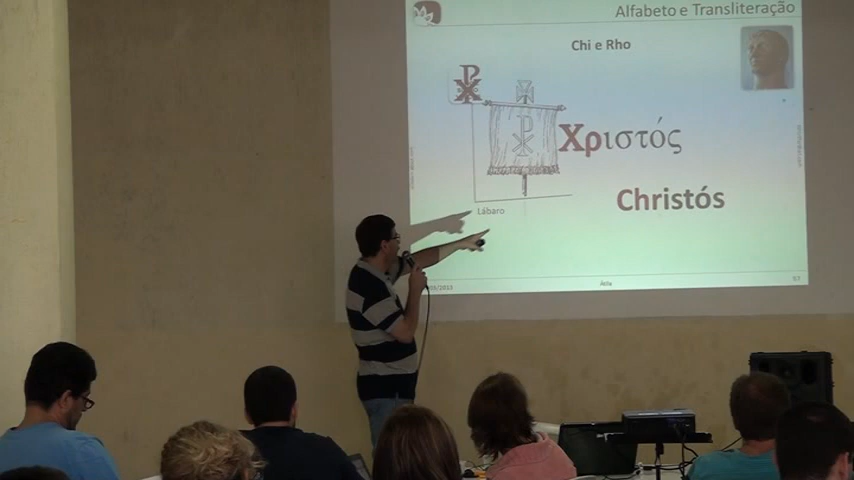 Alfabeto e Transliteração
Chi e Rho
Χριστός
Christós
Lábaro